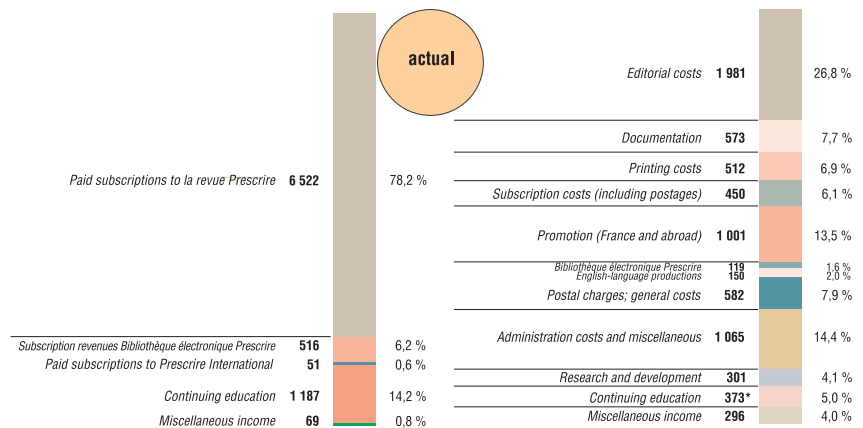 actual
Paid subscriptions to la revue Prescrire 6 522 78,2 %
Subscription revenues Bibliothèque électronique Prescrire 516 6,2 %
Paid subscriptions to Prescrire International 51 0,6 %
Continuing education 1 187 14,2 %
Miscellaneous income 69 0,8 %
Editorial costs 1 981 26,8 %
Documentation 573 7,7 %
Printing costs 512 6,9 %
Subscription costs (including postages) 450 6,1 %
Promotion (France and abroad) 1 001 13,5 %
Bibliothèque électronique Prescrire 119 1,6 %
English-language productions 150 2,0 %
Postal charges; general costs 582 7,9 %
Administration costs and miscellaneous 1 065 14,4 %
Research and development 301 4,1 %
Continuing education 373* 5,0 %
Miscellaneous income 296 4,0 %